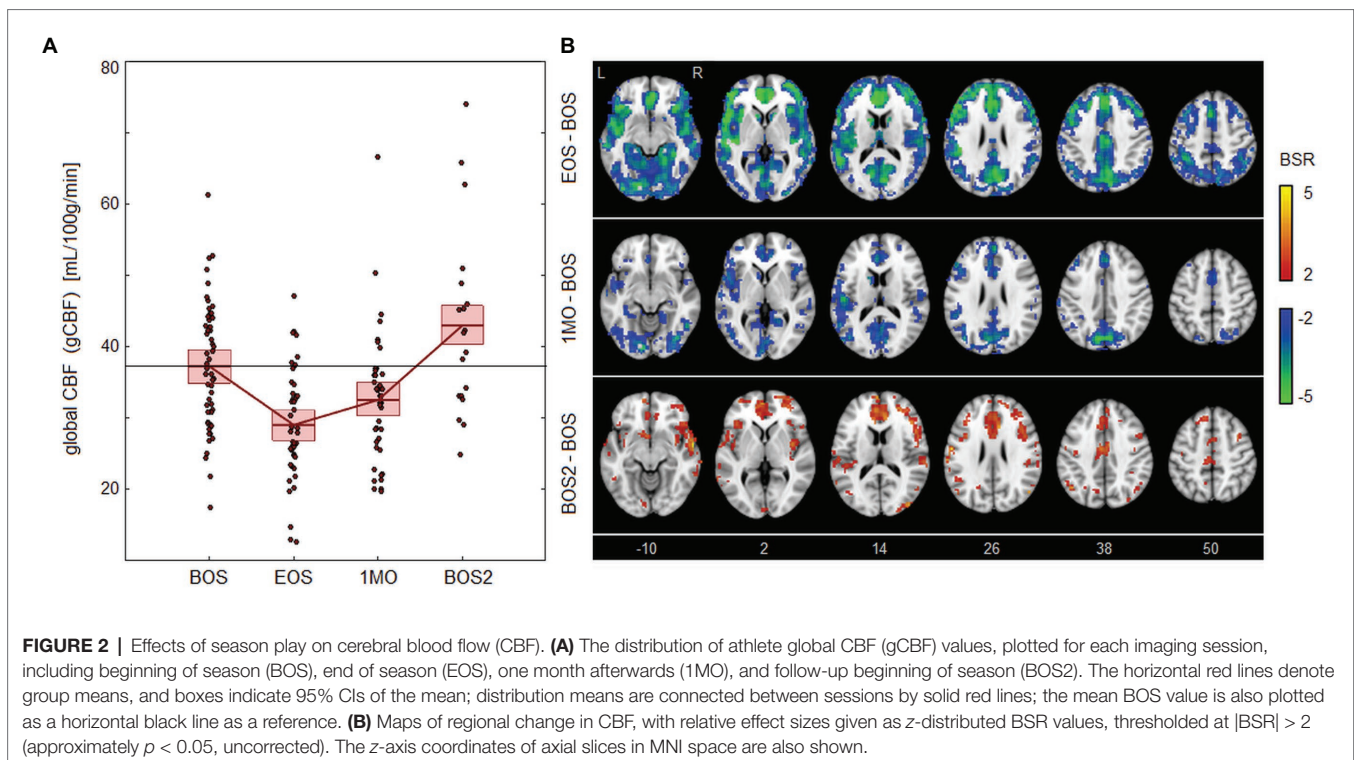 A
B
80
60
40
20
global CBF (gCBF) [mL/100g/min]
BOS
EOS
1MO
BOS2
L
R
EOS - BOS
1MO - BOS
BOS2 - BOS
-10
2
14
26
38
50
BSR
5
2
-2
-5
FIGURE 2 | Effects of season play on cerebral blood flow (CBF). (A) The distribution of athlete global CBF (gCBF) values, plotted for each imaging session,
including beginning of season (BOS), end of season (EOS), one month afterwards (1MO), and follow-up beginning of season (BOS2). The horizontal red lines denote
group means, and boxes indicate 95% CIs of the mean; distribution means are connected between sessions by solid red lines; the mean BOS value is also plotted
as a horizontal black line as a reference. (B) Maps of regional change in CBF, with relative effect sizes given as z-distributed BSR values, thresholded at |BSR| > 2
(approximately p < 0.05, uncorrected). The z-axis coordinates of axial slices in MNI space are also shown.